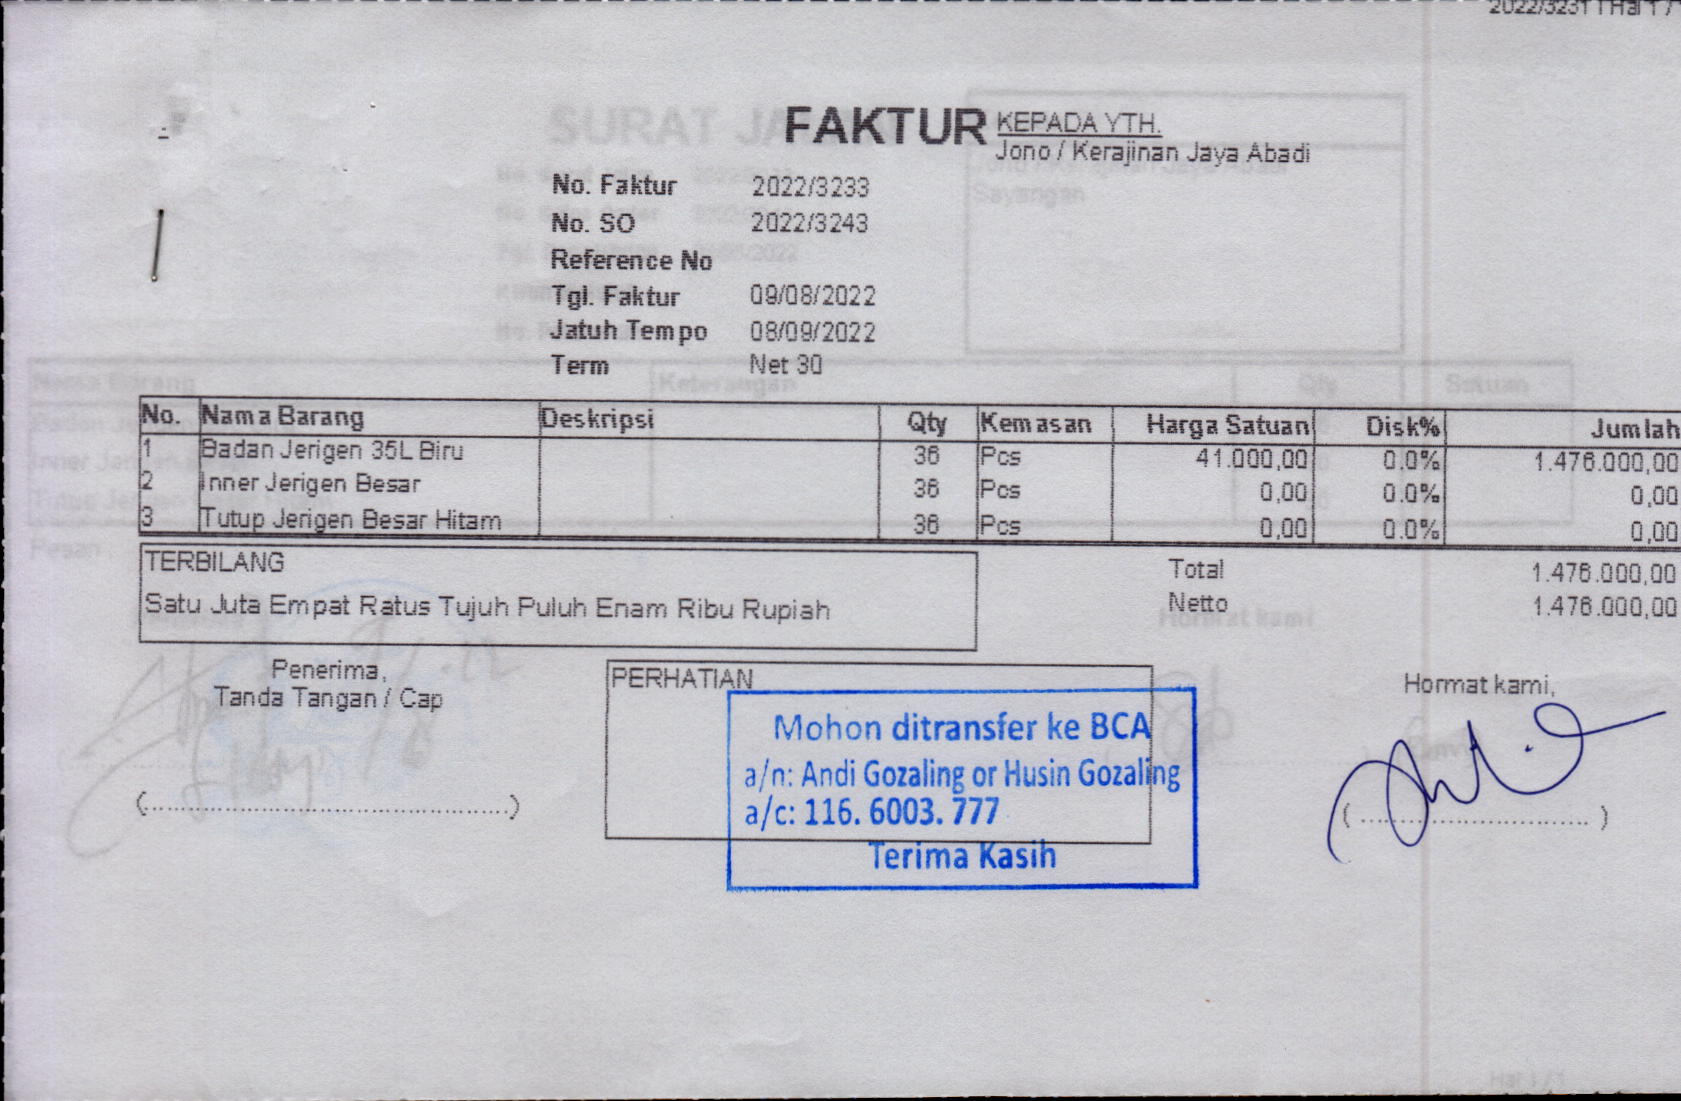 FAKTUR
KEPADA YTH.
Jono / Kerajinan Jaya Abadi
No. Faktur 2022/3233
No. SO 2022/3243
Reference No
Tgl. Faktur 09/08/2022
Jatuh Tempo 08/09/2022
Term Net 30
No. Nama Barang Deskripsi Qty Kemasan Harga Satuan Disk% Jumlah
1 Badan Jerigen 35L Biru 36 Pcs 41.000,00 0.0% 1.476.000,00
2 Inner Jerigen Besar 36 Pcs 0,00 0.0% 0,00
3 Tutup Jerigen Besar Hitam 36 Pcs 0,00 0.0% 0,00
TERBILANG
Satu Juta Empat Ratus Tujuh Puluh Enam Ribu Rupiah
Total 1.476.000,00
Netto 1.476.000,00
Penerima,
Tanda Tangan / Cap
(........................................)
PERHATIAN
Mohon ditransfer ke BCA
a/n: Andi Gozaling or Husin Gozaling
a/c: 116. 6003. 777
Terima Kasih
Hormat kami,
(............................)